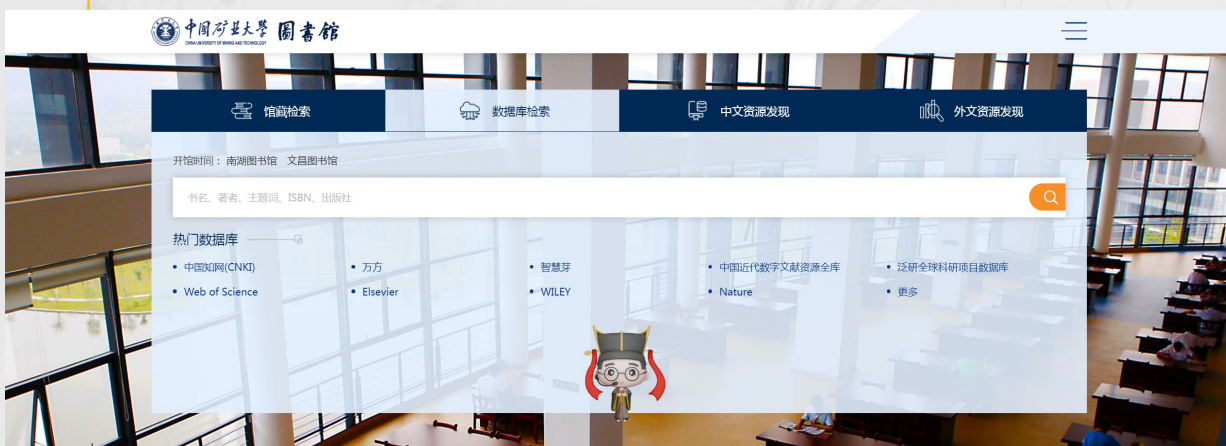 中国矿业大学 图书馆
CHINA UNIVERSITY OF MINING AND TECHNOLOGY
馆藏检索 数据库检索 中文资源发现 外文资源发现
开馆时间： 南湖图书馆 文昌图书馆
书名、著者、主题词、ISBN、出版社
热门数据库
• 中国知网(CNKI) • 万方 • 智慧芽 • 中国近代数字文献资源全库 • 泛研全球科研项目数据库
• Web of Science • Elsevier • WILEY • Nature • 更多